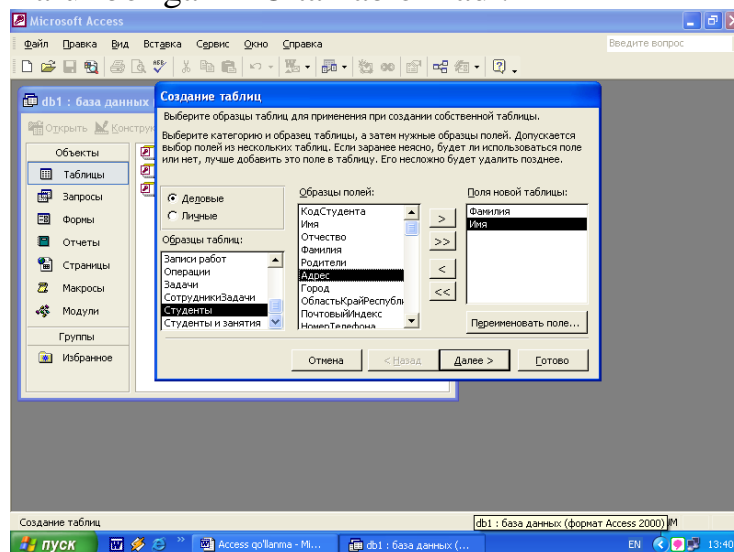 Microsoft Access
Файл Правка Вид Вставка Сервис Окно Справка
Введите вопрос
db1 : база данных
Открыть Конструк
Объекты
Таблицы
Запросы
Формы
Отчеты
Страницы
Макросы
Модули
Группы
Избранное
Создание таблиц
Выберите образцы таблиц для применения при создании собственной таблицы.
Выберите категорию и образец таблицы, а затем нужные образцы полей. Допускается
выбор полей из нескольких таблиц. Если заранее неясно, будет ли использоваться поле
или нет, лучше добавить это поле в таблицу. Его несложно будет удалить позднее.
Деловые
Личные
Образцы таблиц:
Записи работ
Операции
Задачи
СотрудникиЗадачи
Студенты
Студенты и занятия
Образцы полей:
КодСтудента
Имя
Отчество
Фамилия
Родители
Адрес
Город
ОбластьКрайРеспубли
ПочтовыйИндекс
НомерТелефона
>
>>
<
<<
Поля новой таблицы:
Фамилия
Имя
Переименовать поле...
Отмена
< Назад
Далее >
Готово
Создание таблиц
db1 : база данных (формат Access 2000)
пуск
Access qo'llanma - Mi...
db1 : база данных (...
EN
13:40